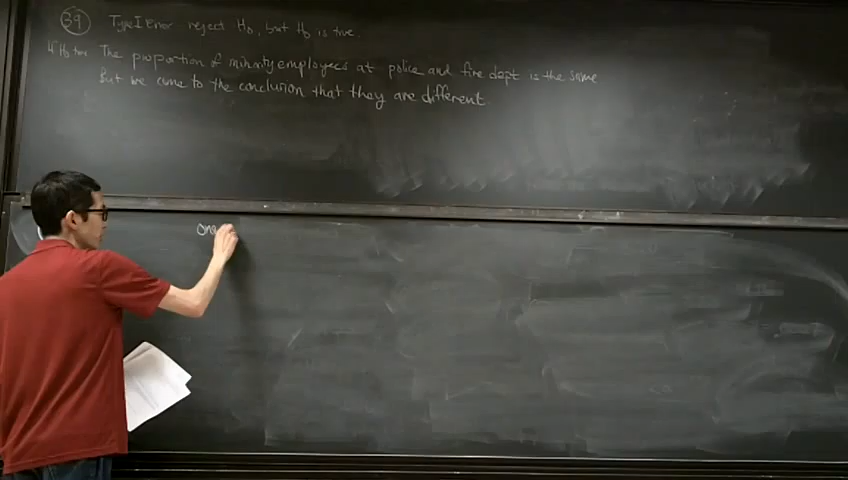 39 Type I Error reject H0, but H0 is true.
If H0 true The proportion of minority employees at police and fire dept is the same
But we come to the conclusion that they are different.
one